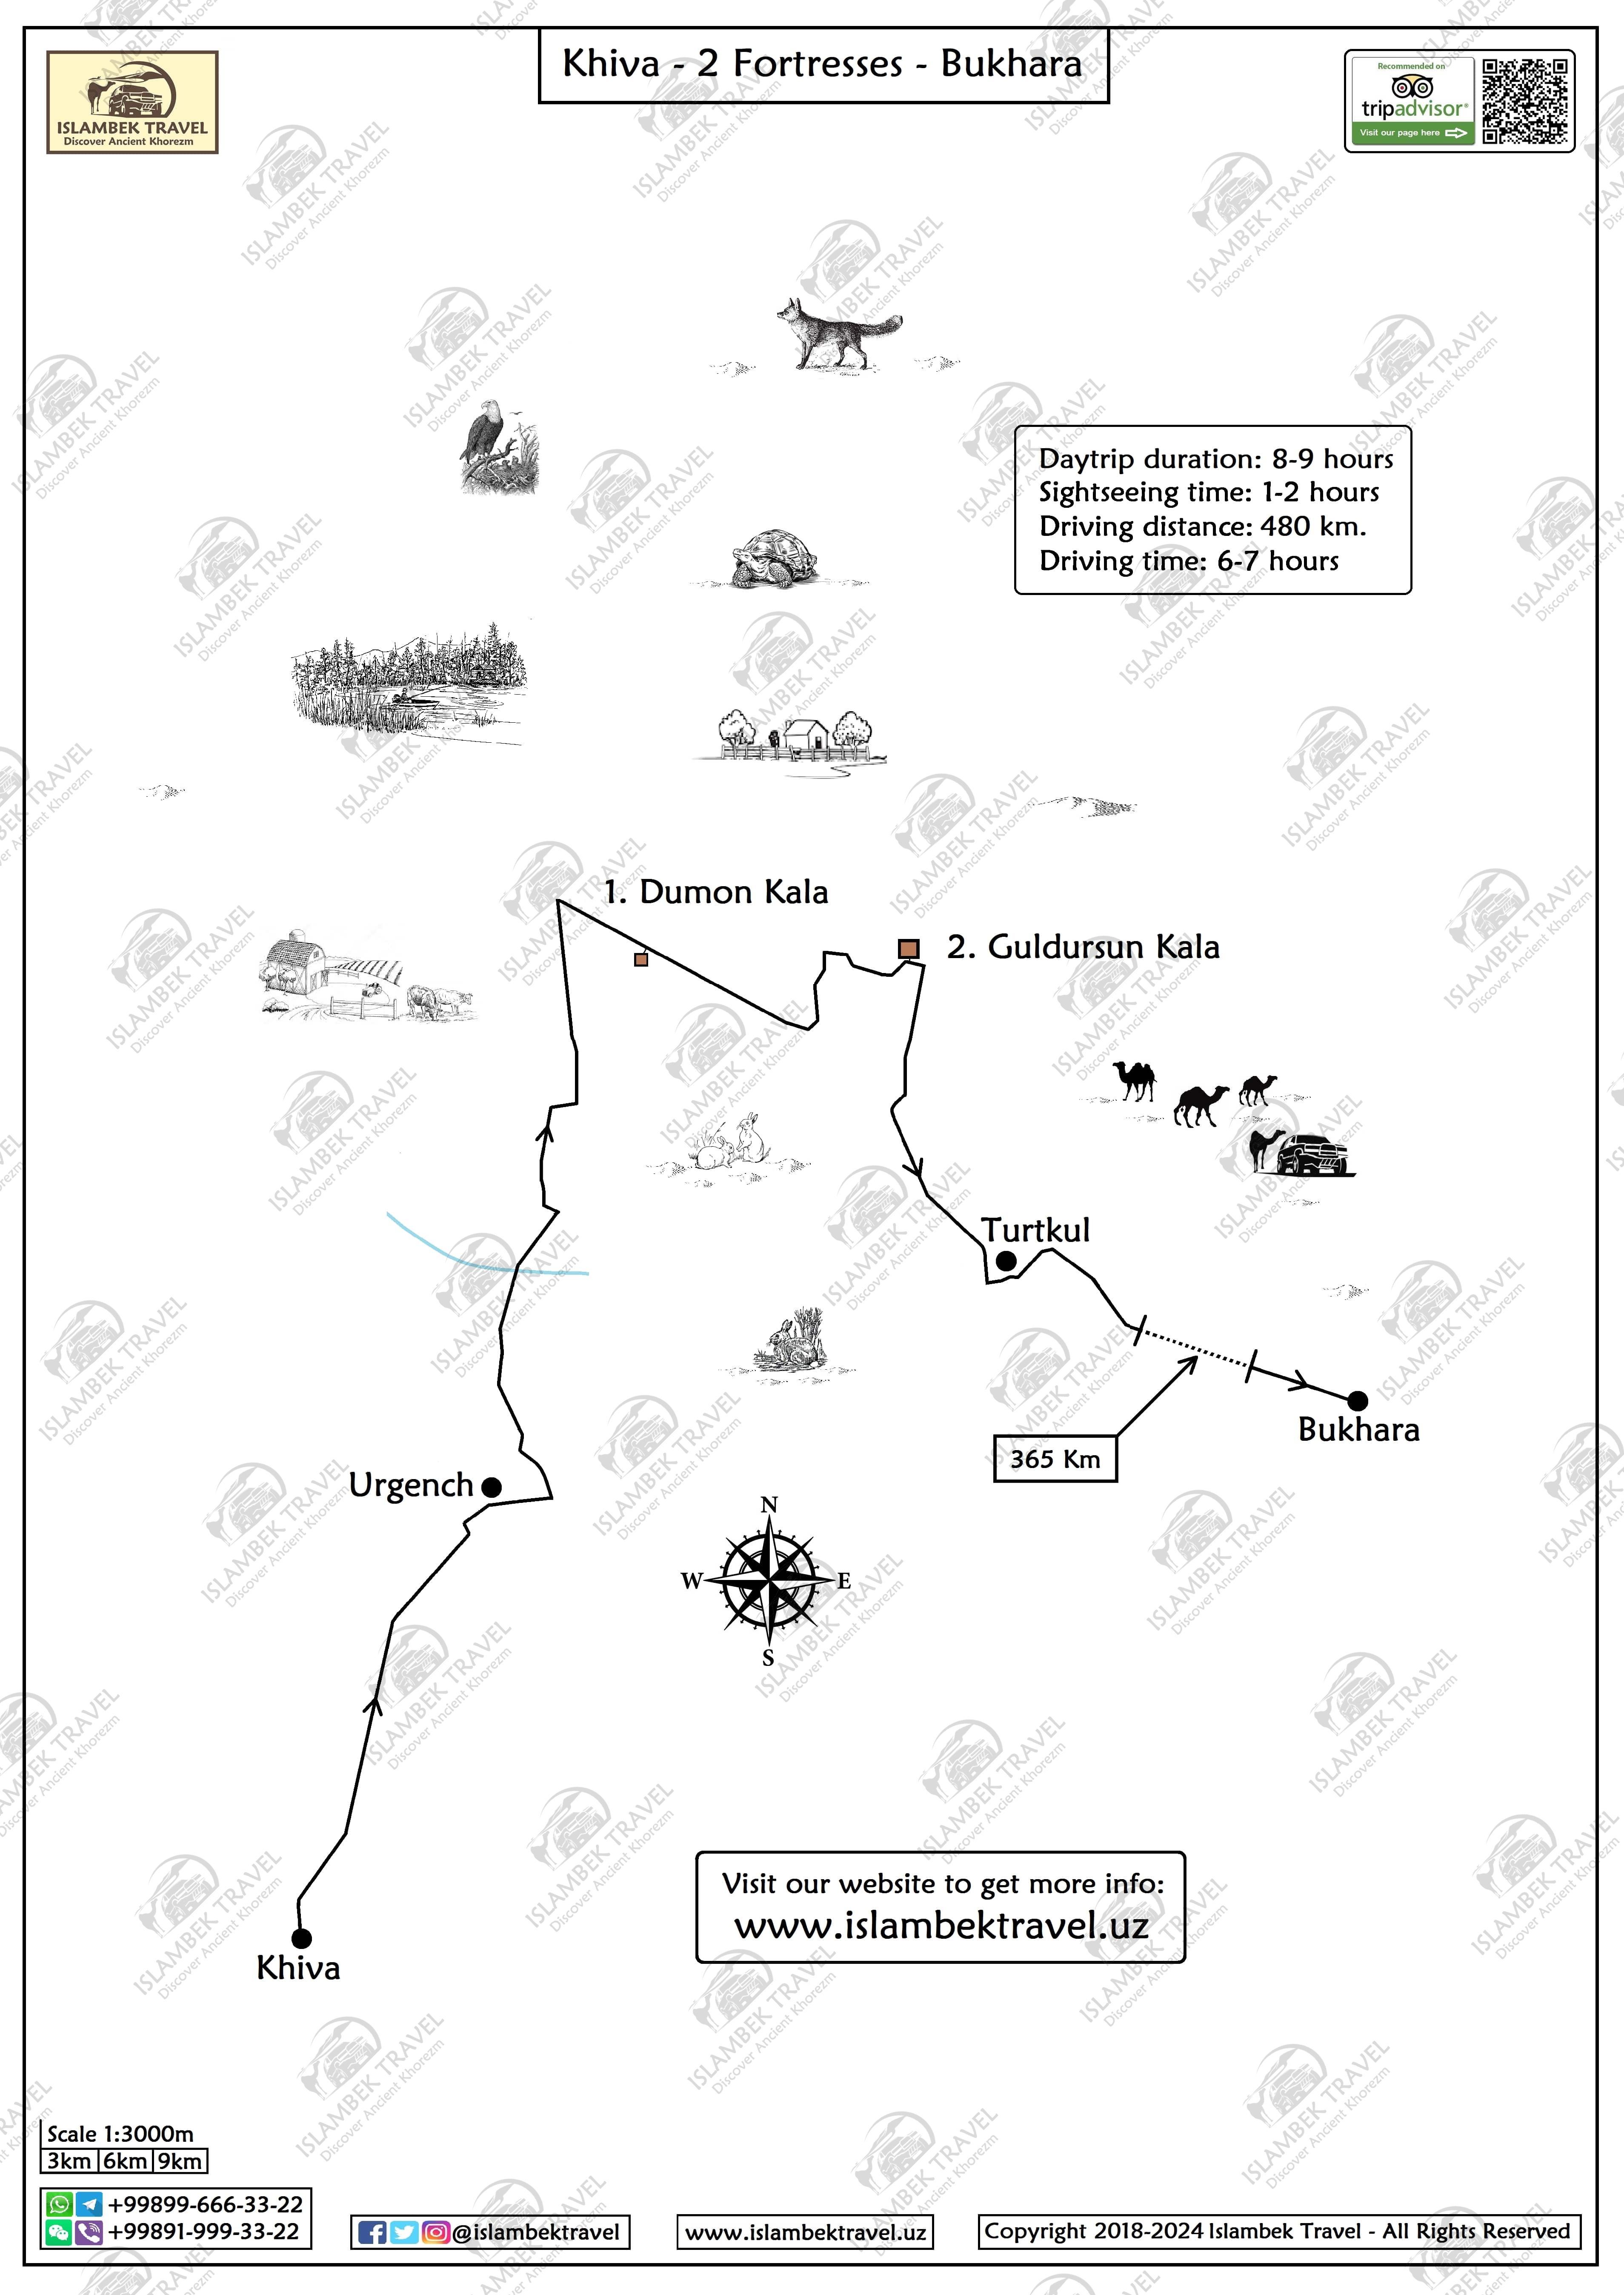 Khiva - 2 Fortresses - Bukhara
ISLAMBEK TRAVEL
Discover Ancient Khorezm
Recommended on
tripadvisor®
Visit our page here
Daytrip duration: 8-9 hours
Sightseeing time: 1-2 hours
Driving distance: 480 km.
Driving time: 6-7 hours
1. Dumon Kala
2. Guldursun Kala
Turtkul
365 Km
Bukhara
Urgench
N
W
E
S
Khiva
Visit our website to get more info:
www.islambektravel.uz
Scale 1:3000m
3km 6km 9km
+99899-666-33-22
+99891-999-33-22
@islambektravel
www.islambektravel.uz
Copyright 2018-2024 Islambek Travel - All Rights Reserved